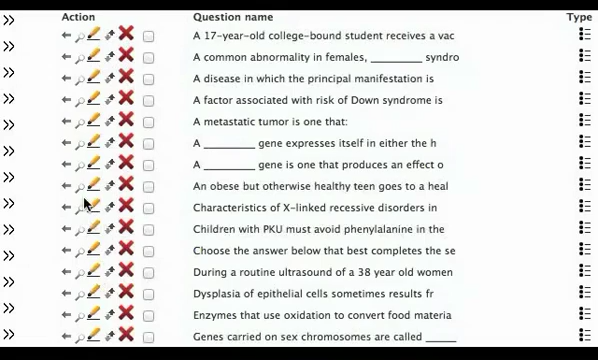 Action Question name Type
A 17-year-old college-bound student receives a vac
A common abnormality in females, ________ syndro
A disease in which the principal manifestation is
A factor associated with risk of Down syndrome is
A metastatic tumor is one that:
A ________ gene expresses itself in either the h
A ________ gene is one that produces an effect o
An obese but otherwise healthy teen goes to a heal
Characteristics of X-linked recessive disorders in
Children with PKU must avoid phenylalanine in the
Choose the answer below that best completes the se
During a routine ultrasound of a 38 year old women
Dysplasia of epithelial cells sometimes results fr
Enzymes that use oxidation to convert food materia
Genes carried on sex chromosomes are called _____